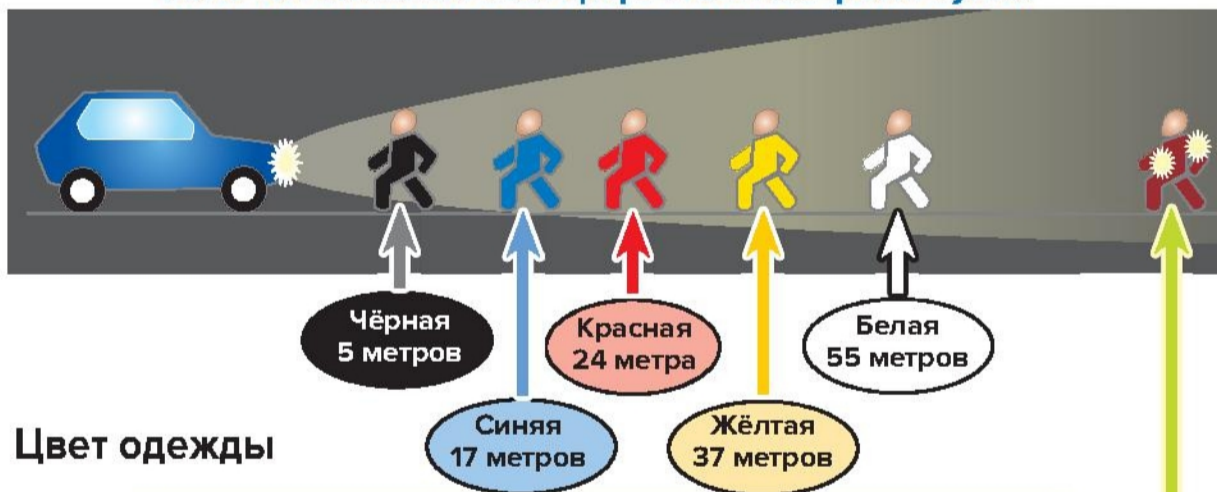 Чёрная
5 метров
Синяя
17 метров
Красная
24 метра
Жёлтая
37 метров
Белая
55 метров
Цвет одежды